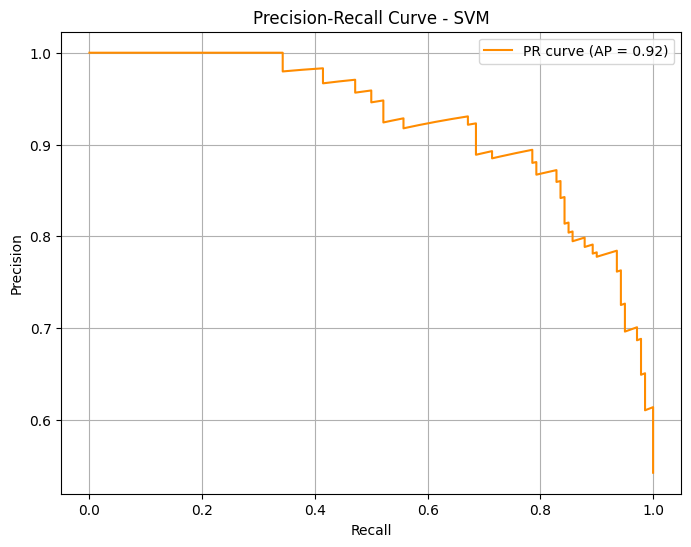 Precision-Recall Curve - SVM
PR curve (AP = 0.92)
1.0
0.9
0.8
0.7
0.6
Precision
0.0 0.2 0.4 0.6 0.8 1.0
Recall